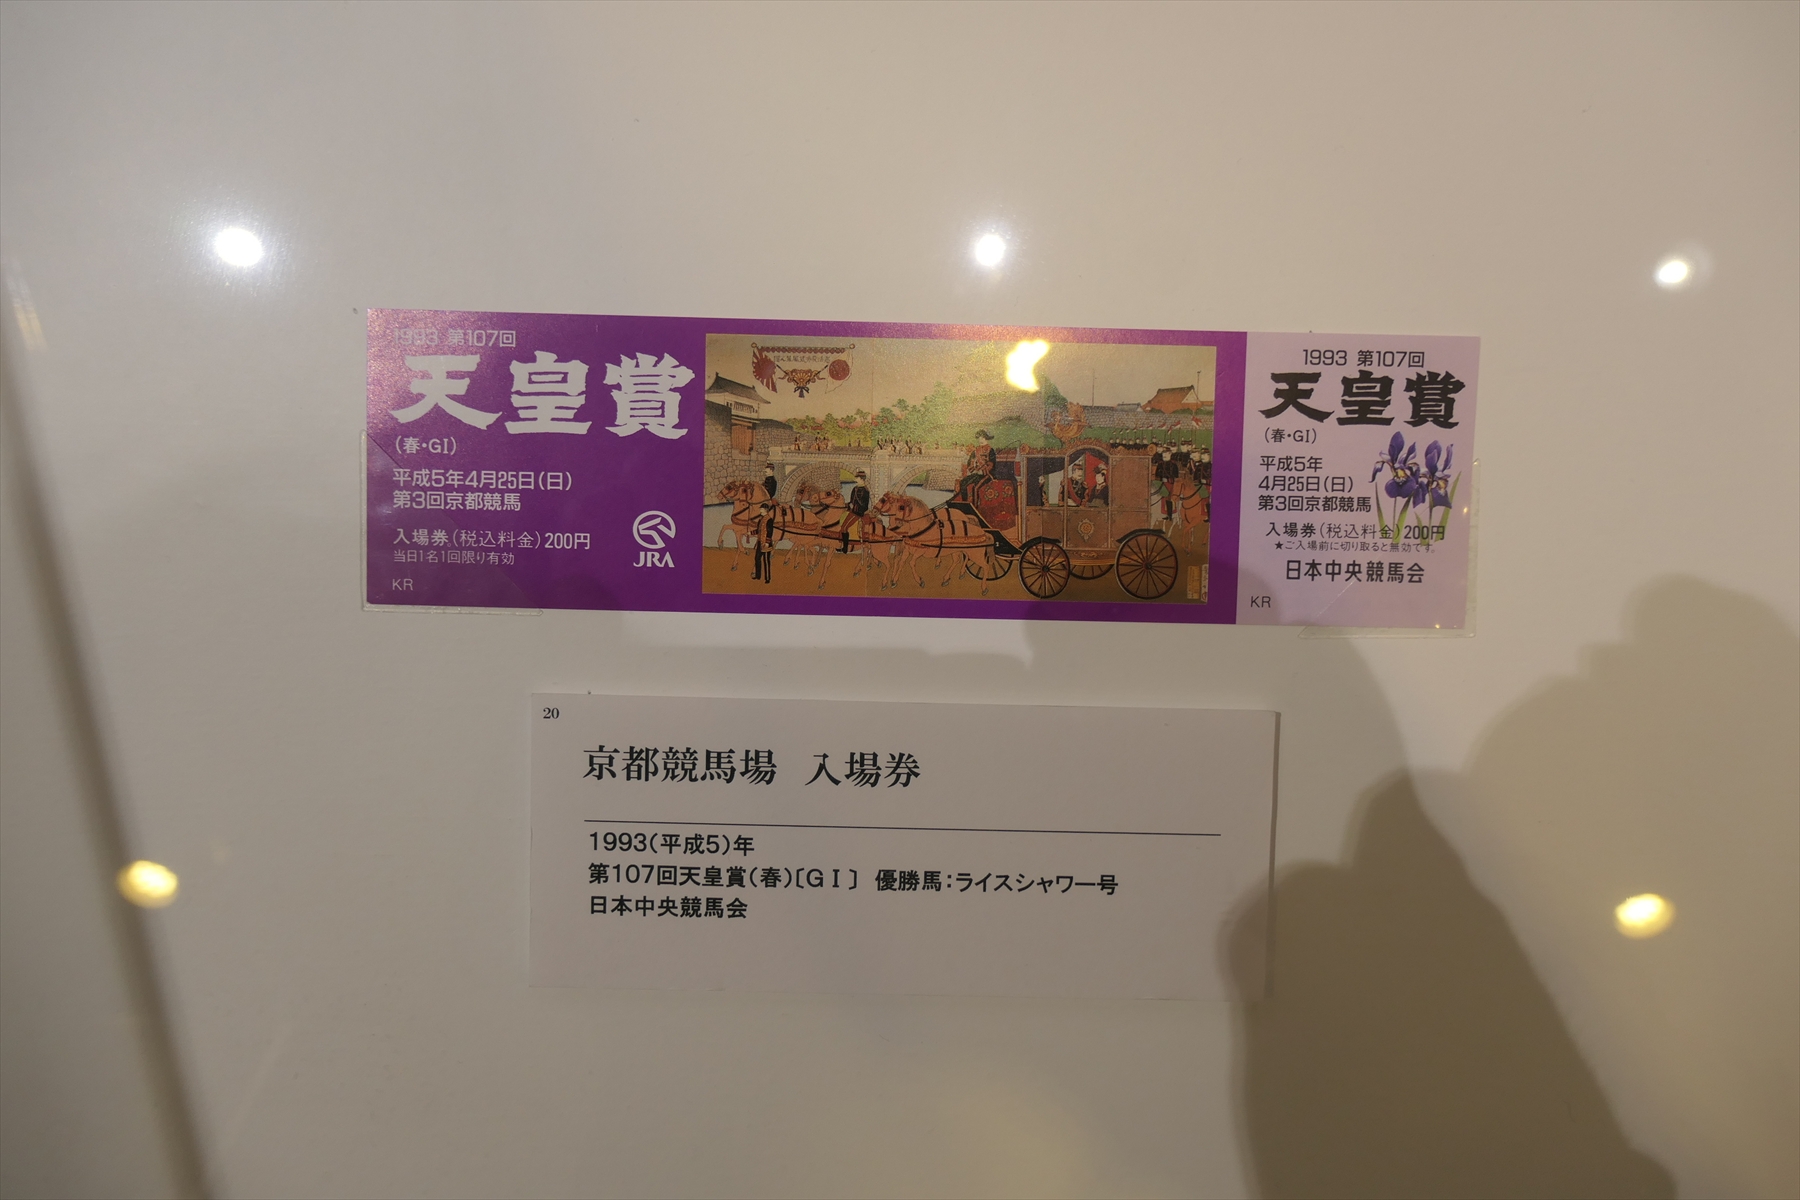 1993 第107回
天皇賞
(春・GI)
平成5年4月25日(日)
第3回京都競馬
入場券(税込料金)200円
当日1名1回限り有効
KR
JRA
1993 第107回
天皇賞
(春・GI)
平成5年
4月25日(日)
第3回京都競馬
入場券(税込料金)200円
★ご入場前に切り取ると無効です。
日本中央競馬会
KR
20
京都競馬場 入場券
1993(平成5)年
第107回天皇賞(春)〔GⅠ〕 優勝馬:ライスシャワー号
日本中央競馬会